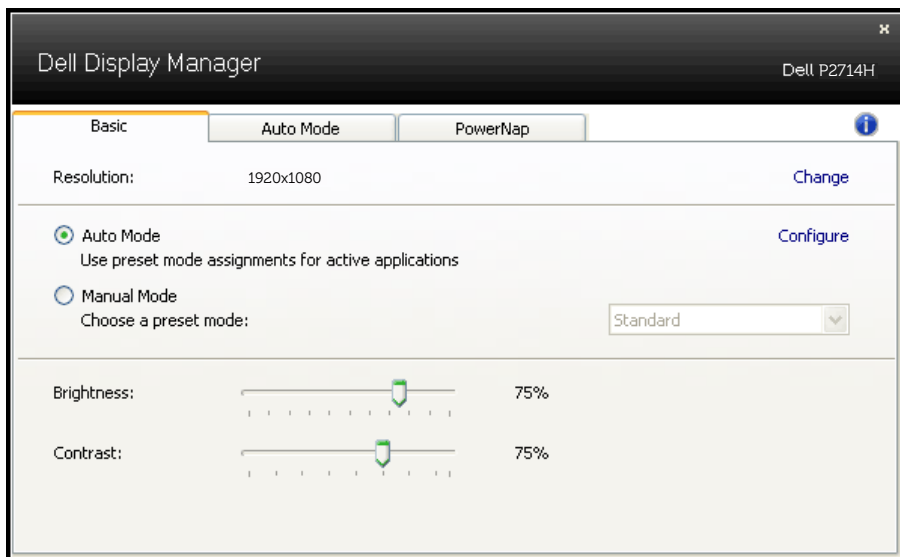 x
Dell Display Manager
Dell P2714H
Basic Auto Mode PowerNap i
Resolution: 1920x1080 Change
Auto Mode Configure
Use preset mode assignments for active applications
Manual Mode
Choose a preset mode: Standard
Brightness: 75%
Contrast: 75%